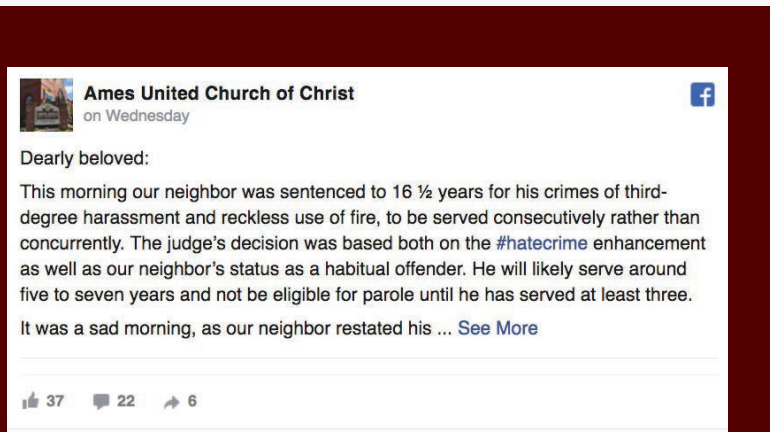 Ames United Church of Christ
on Wednesday
Dearly beloved:
This morning our neighbor was sentenced to 16 ½ years for his crimes of third-
degree harassment and reckless use of fire, to be served consecutively rather than
concurrently. The judge’s decision was based both on the #hatecrime enhancement
as well as our neighbor’s status as a habitual offender. He will likely serve around
five to seven years and not be eligible for parole until he has served at least three.
It was a sad morning, as our neighbor restated his ... See More
37 22 6